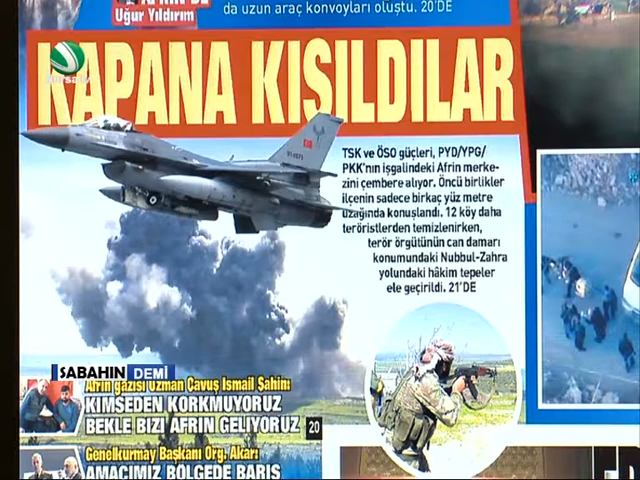 AFRİN'DE
Uğur Yıldırım
da uzun araç konvoyları oluştu. 20'DE
KAPANA KISILDILAR
TSK ve ÖSO güçleri, PYD/YPG/
PKK'nın işgalindeki Afrin merke-
zini çembere alıyor. Öncü birlikler
ilçenin sadece birkaç yüz metre
uzağında konuşlandı. 12 köy daha
teröristlerden temizlenirken,
terör örgütünün can damarı
konumundaki Nubbul-Zahra
yolundaki hâkim tepeler
ele geçirildi. 21'DE
SABAHIN DEMİ
Afrin gazisi Uzman Çavuş İsmail Şahin:
KİMSEDEN KORKMUYORUZ
BEKLE BİZİ AFRİN GELİYORUZ 20
Genelkurmay Başkanı Org. Akar:
AMACIMIZ BÖLGEDE BARIŞ